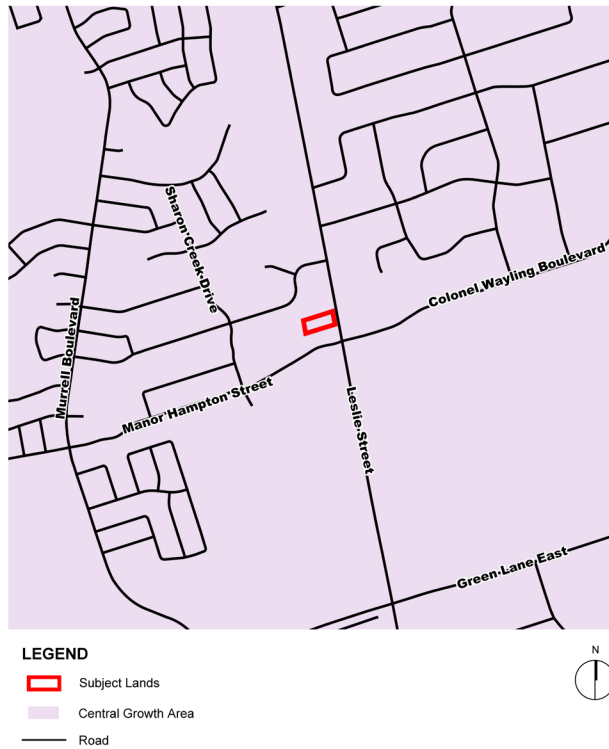 Sharon Creek Drive
Colonel Wayling Boulevard
Murrell Boulevard
Manor Hampton Street
Leslie Street
Green Lane East
LEGEND
Subject Lands
Central Growth Area
Road
N